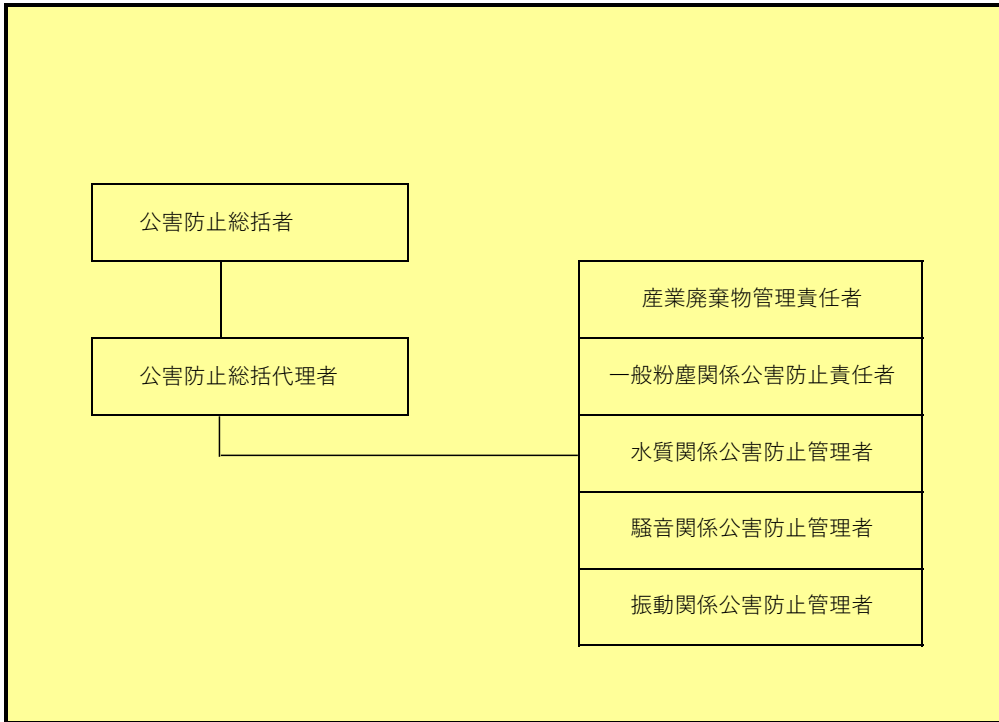 公害防止総括者
公害防止総括代理者
産業廃棄物管理責任者
一般粉塵関係公害防止責任者
水質関係公害防止管理者
騒音関係公害防止管理者
振動関係公害防止管理者